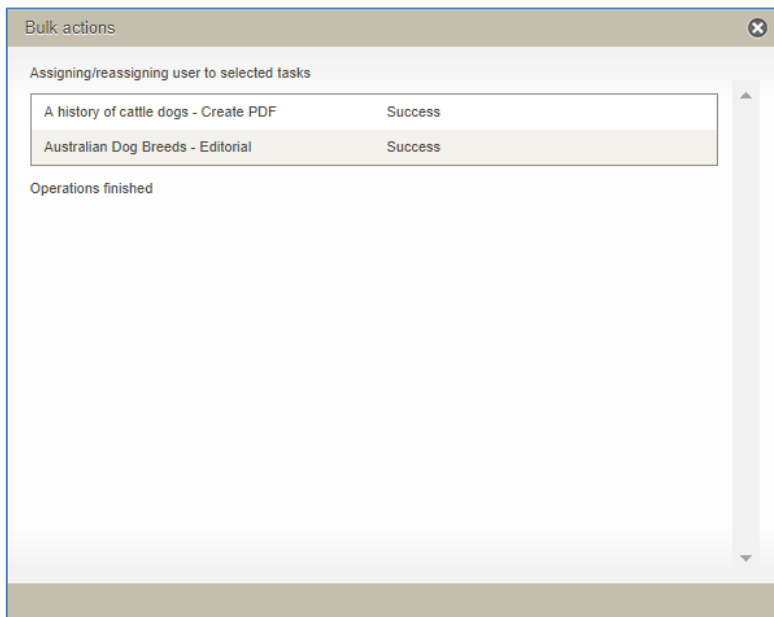 Bulk actions
Assigning/reassigning user to selected tasks
A history of cattle dogs - Create PDF Success
Australian Dog Breeds - Editorial Success
Operations finished